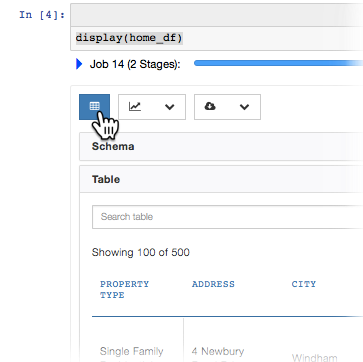 In [4]:
display(home_df)
Job 14 (2 Stages):
Schema
Table
Search table
Showing 100 of 500
PROPERTY TYPE ADDRESS CITY
Single Family 4 Newbury Windham